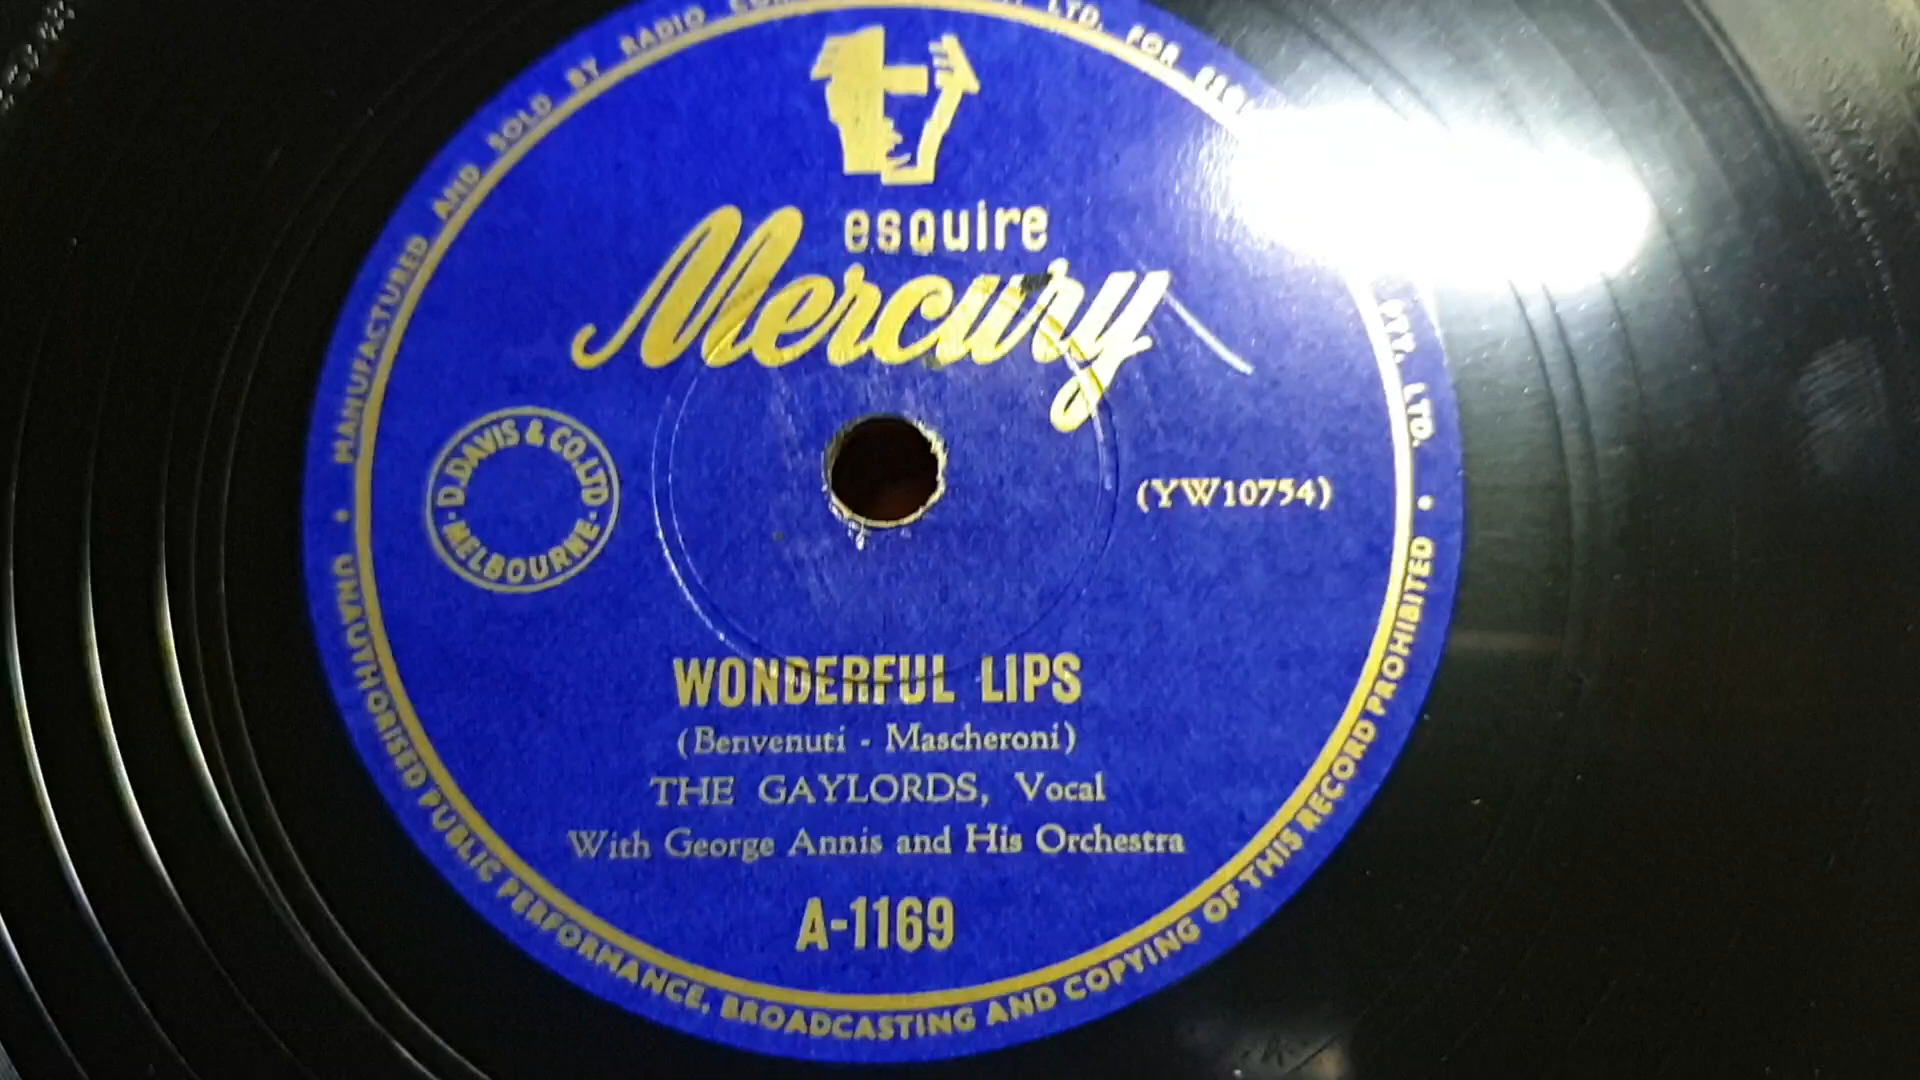 MANUFACTURED AND SOLD BY RADIO LTD. FOR PTY. LTD.
esquire
Mercury
D.DAVIS & CO.LTD
MELBOURNE
(YW10754)
WONDERFUL LIPS
(Benvenuti - Mascheroni)
THE GAYLORDS, Vocal
With George Annis and His Orchestra
A-1169
UNAUTHORISED PUBLIC PERFORMANCE, BROADCASTING AND COPYING OF THIS RECORD PROHIBITED